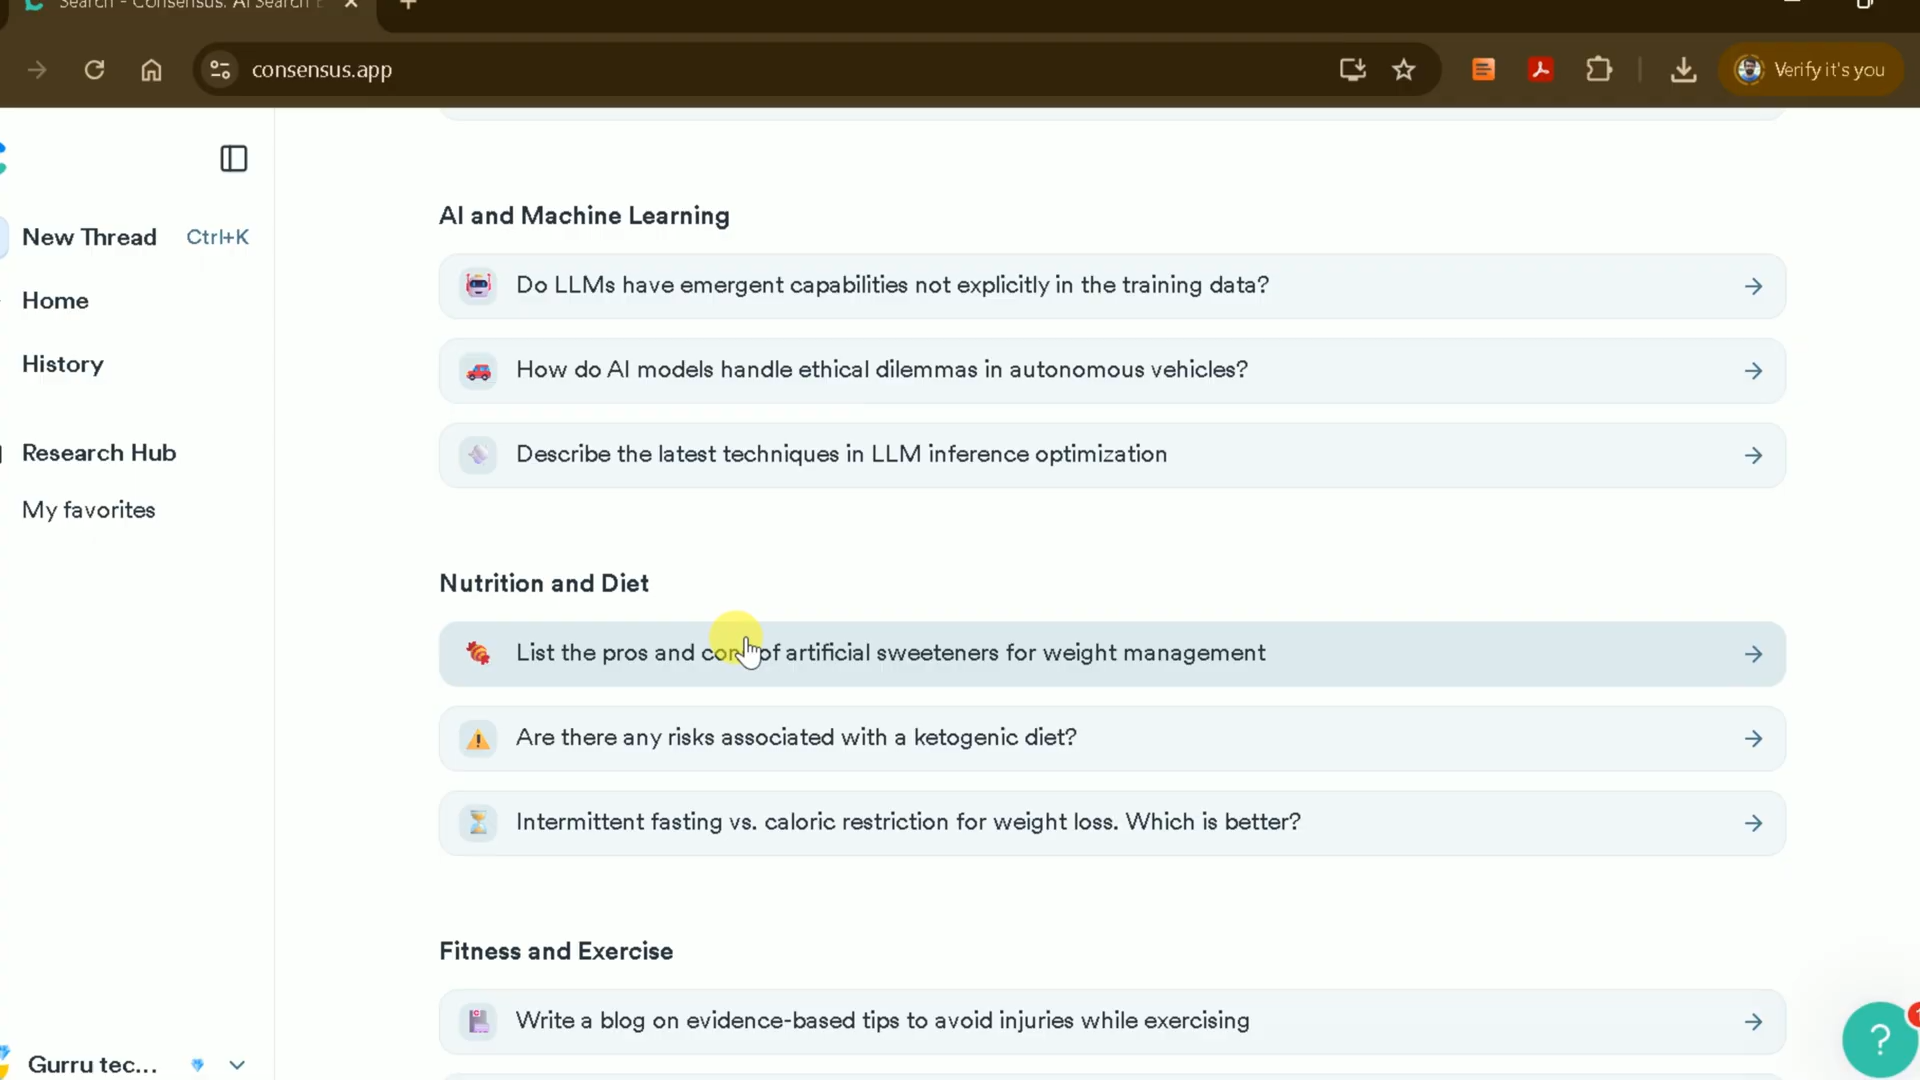 Search - Consensus: AI Search
consensus.app
Verify it's you
New Thread Ctrl+K
Home
History
Research Hub
My favorites
Gurru tec...
AI and Machine Learning
Do LLMs have emergent capabilities not explicitly in the training data?
How do AI models handle ethical dilemmas in autonomous vehicles?
Describe the latest techniques in LLM inference optimization
Nutrition and Diet
List the pros and cons of artificial sweeteners for weight management
Are there any risks associated with a ketogenic diet?
Intermittent fasting vs. caloric restriction for weight loss. Which is better?
Fitness and Exercise
Write a blog on evidence-based tips to avoid injuries while exercising
?